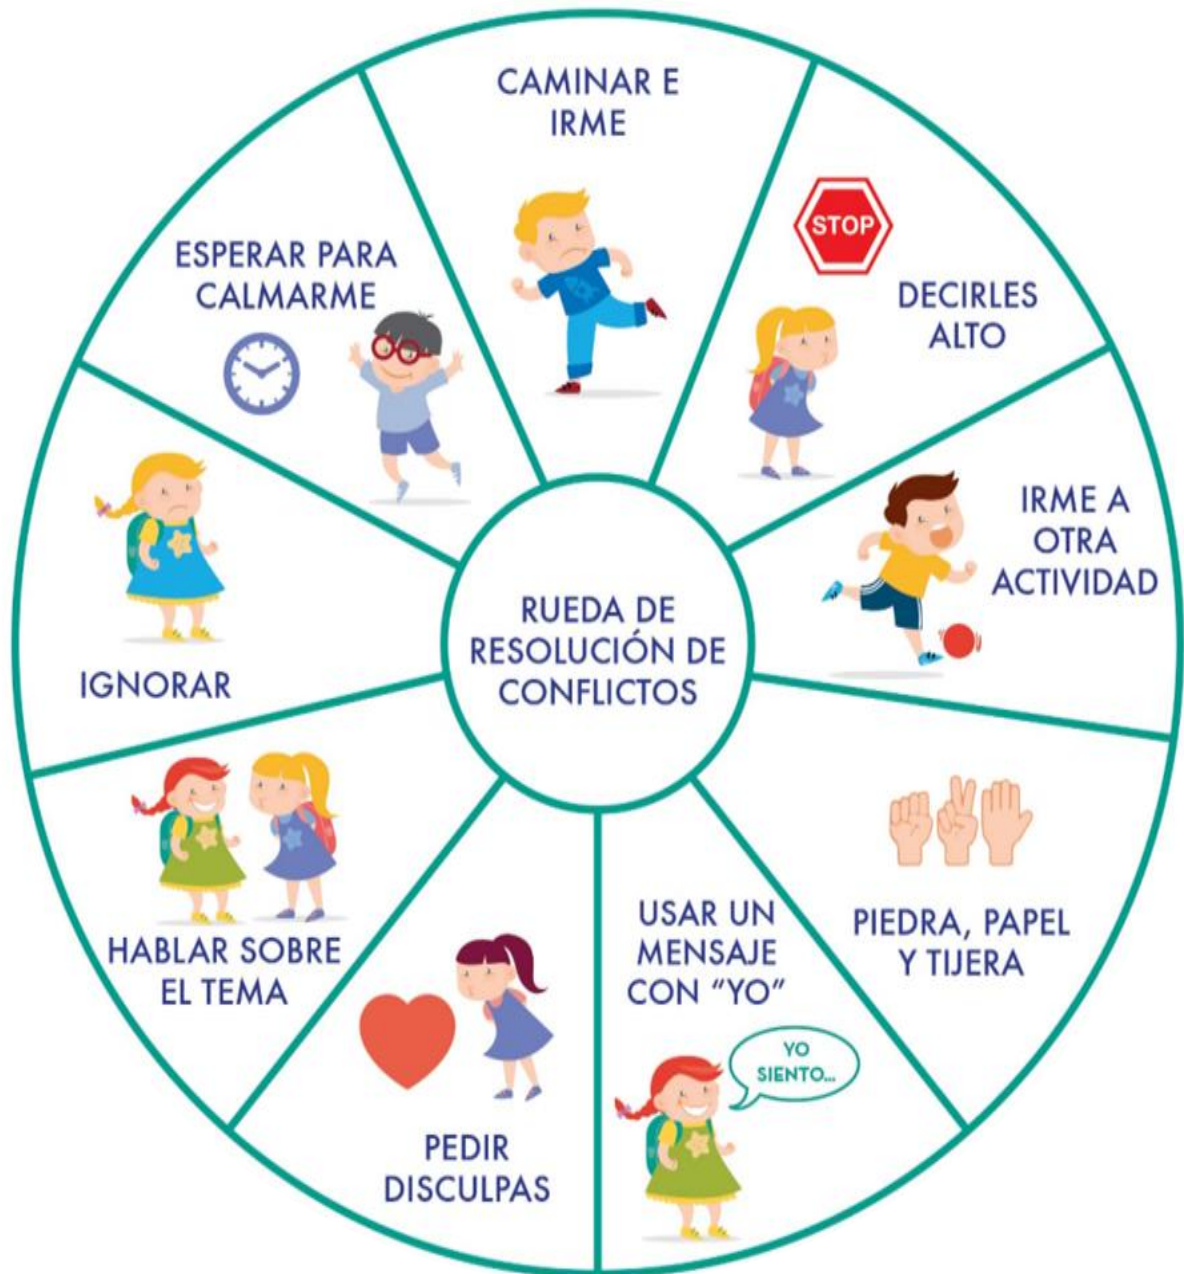 CAMINAR E
IRME
STOP
DECIRLES
ALTO
IRME A
OTRA
ACTIVIDAD
PIEDRA, PAPEL
Y TIJERA
USAR UN
MENSAJE
CON “YO”
YO
SIENTO...
PEDIR
DISCULPAS
HABLAR SOBRE
EL TEMA
IGNORAR
ESPERAR PARA
CALMARME
RUEDA DE
RESOLUCIÓN DE
CONFLICTOS